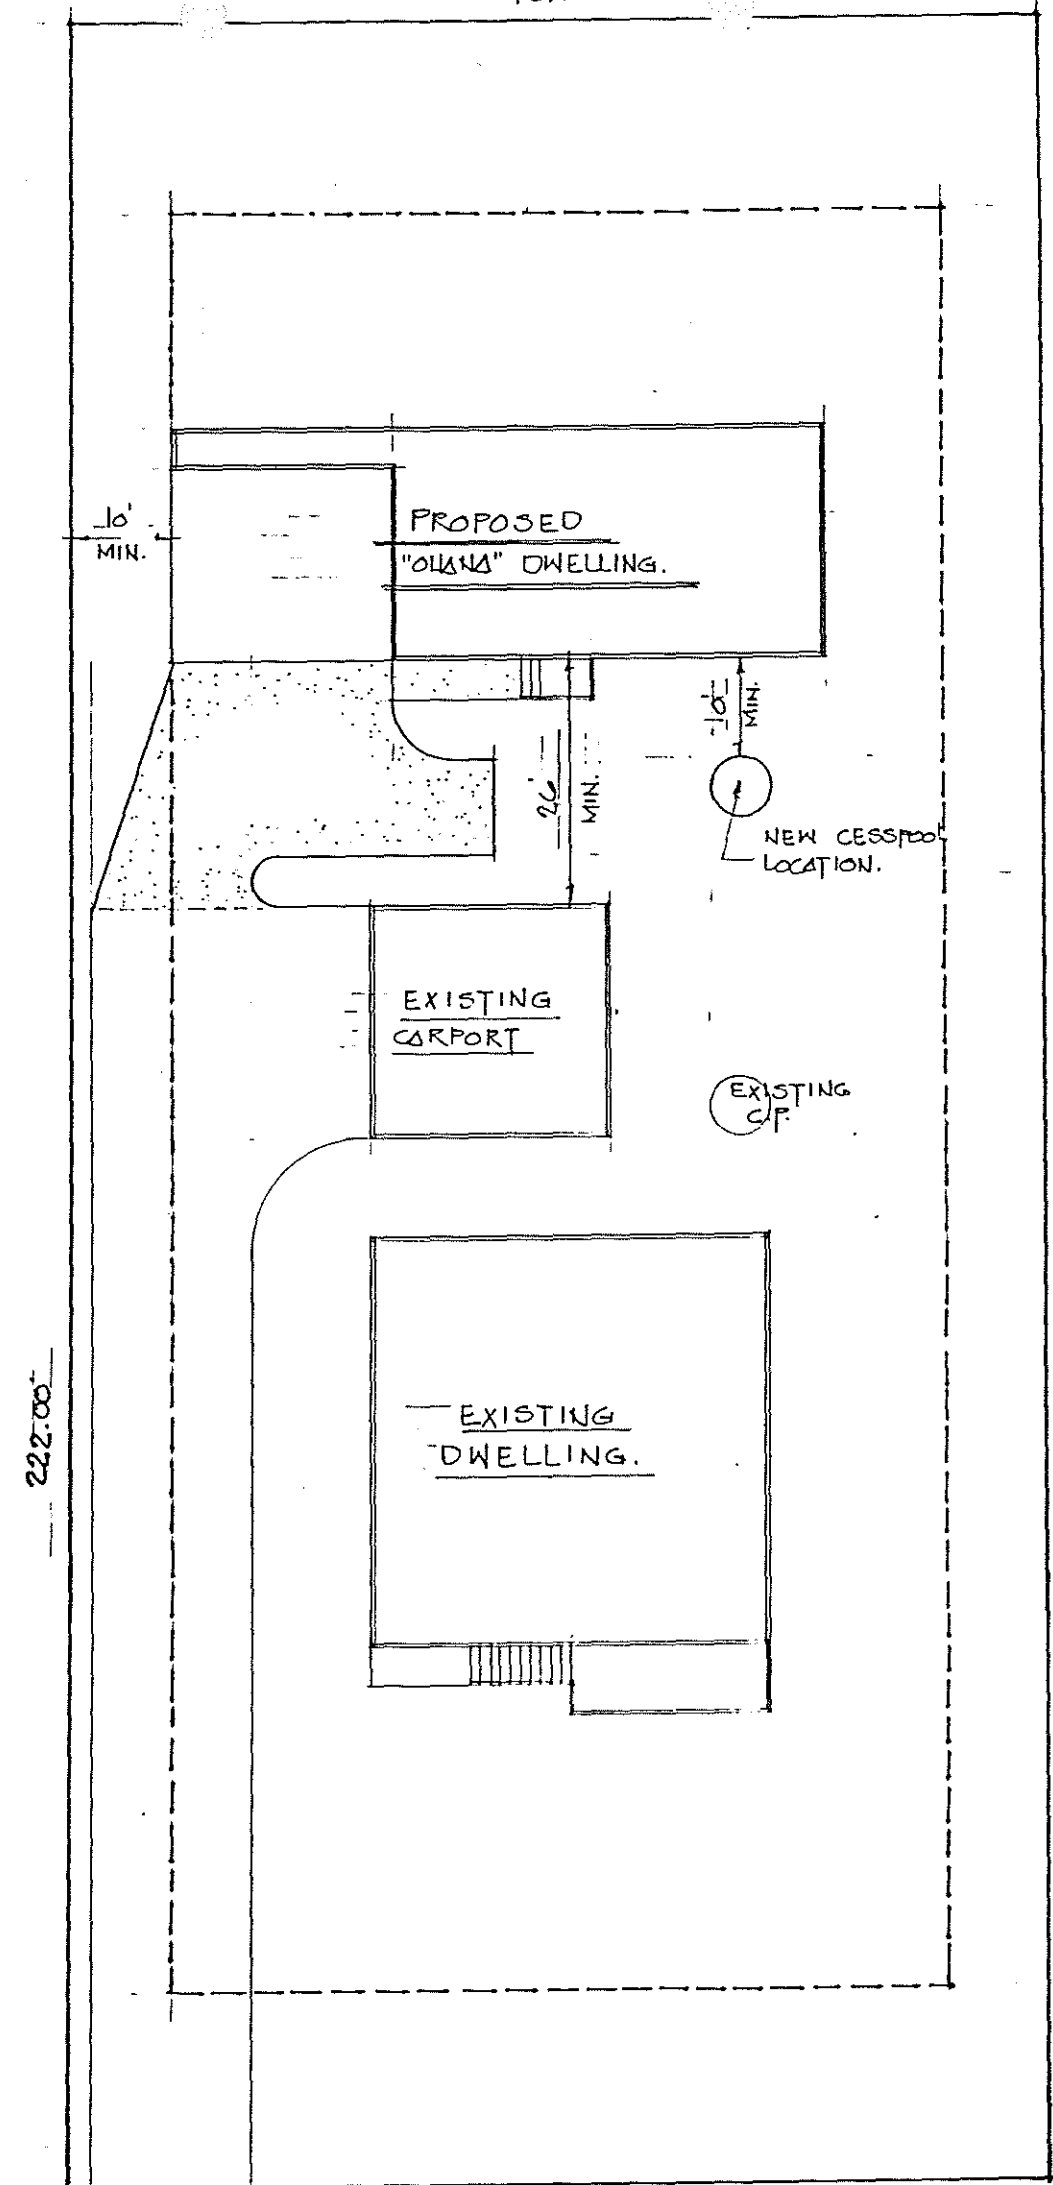 10'
MIN.
PROPOSED
"OHANA" DWELLING.
26'
MIN.
10'
MIN.
NEW CESSPOOL
LOCATION.
EXISTING
CARPORT
EXISTING
C.P.
222.00'
EXISTING
DWELLING.